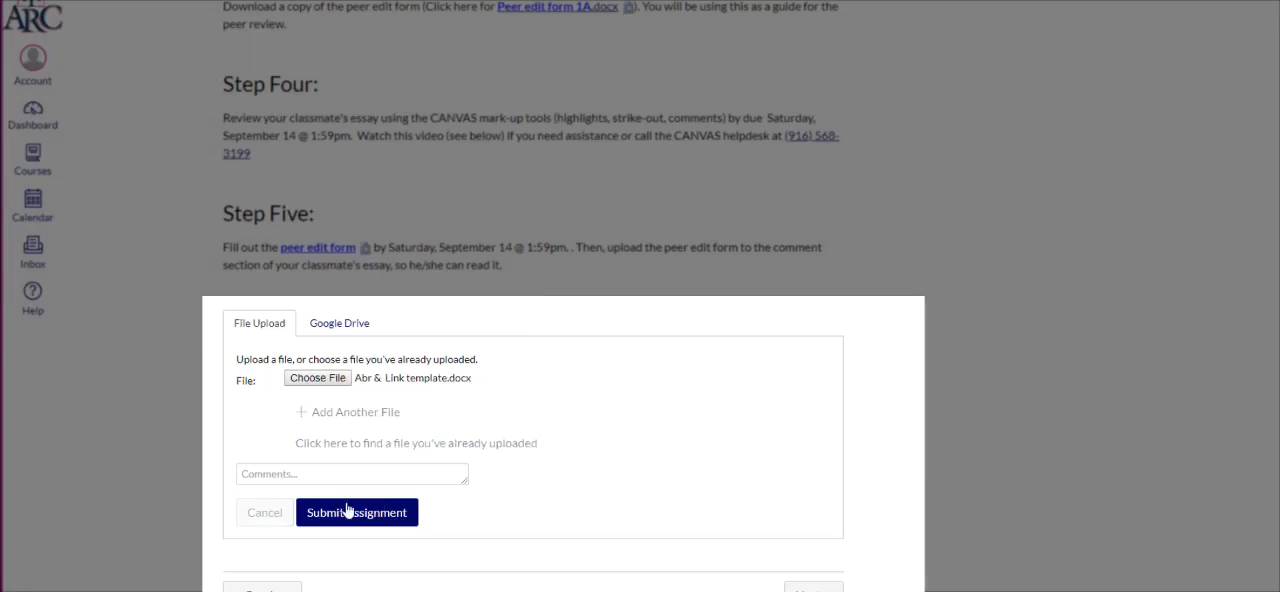 ARC
Account
Dashboard
Courses
Calendar
Inbox
Help
Download a copy of the peer edit form (Click here for Peer edit form 1A.docx ). You will be using this as a guide for the
peer review.
Step Four:
Review your classmate's essay using the CANVAS mark-up tools (highlights, strike-out, comments) by due Saturday,
September 14 @ 1:59pm. Watch this video (see below) if you need assistance or call the CANVAS helpdesk at (916) 568-
3199
Step Five:
Fill out the peer edit form by Saturday, September 14 @ 1:59pm. . Then, upload the peer edit form to the comment
section of your classmate's essay, so he/she can read it.
File Upload
Google Drive
Upload a file, or choose a file you've already uploaded.
File: Choose File Abr & Link template.docx
+ Add Another File
Click here to find a file you've already uploaded
Comments...
Cancel
Submit Assignment